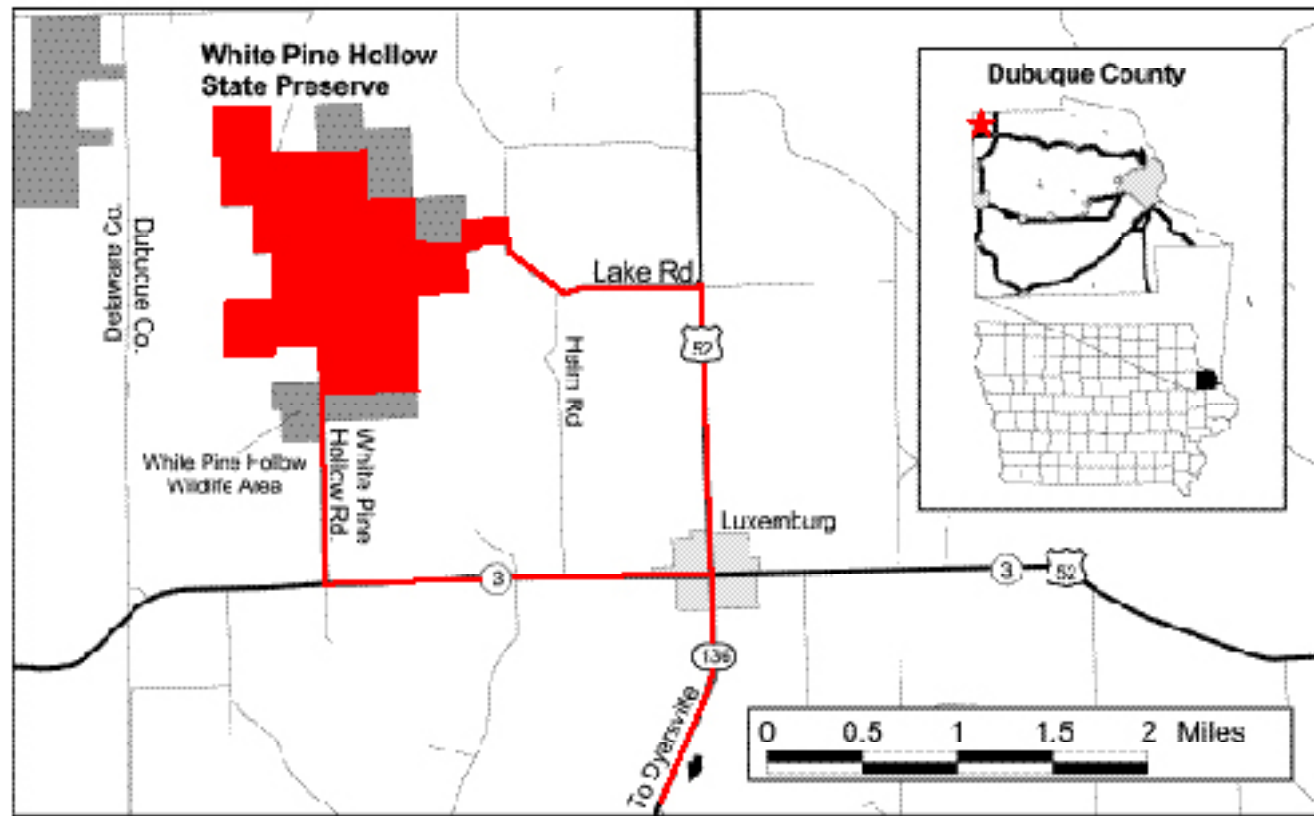 White Pine Hollow
State Preserve
Dubuque County
Delaware Co.
Dubuque Co.
Lake Rd
52
Helm Rd
White Pine Hollow
Wildlife Area
White Pine
Hollow Rd.
Luxemburg
3
3
52
136
To Dyersville
0 0.5 1 1.5 2 Miles